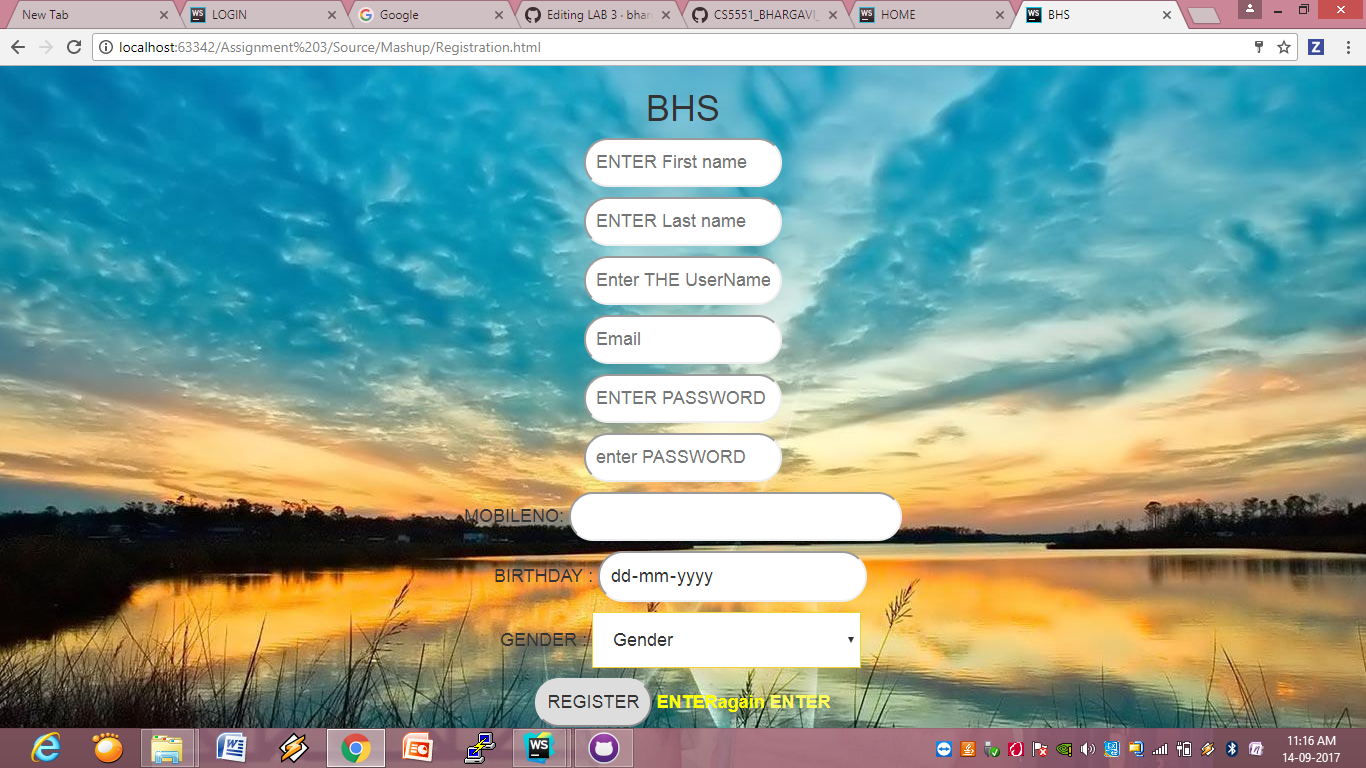 New Tab LOGIN Google Editing LAB 3 - bhar CS5551_BHARGAVI_ HOME BHS
localhost:63342/Assignment%203/Source/Mashup/Registration.html
BHS
ENTER First name
ENTER Last name
Enter THE UserName
Email
ENTER PASSWORD
enter PASSWORD
MOBILENO:
BIRTHDAY : dd-mm-yyyy
GENDER : Gender
REGISTER ENTERagain ENTER
11:16 AM
14-09-2017